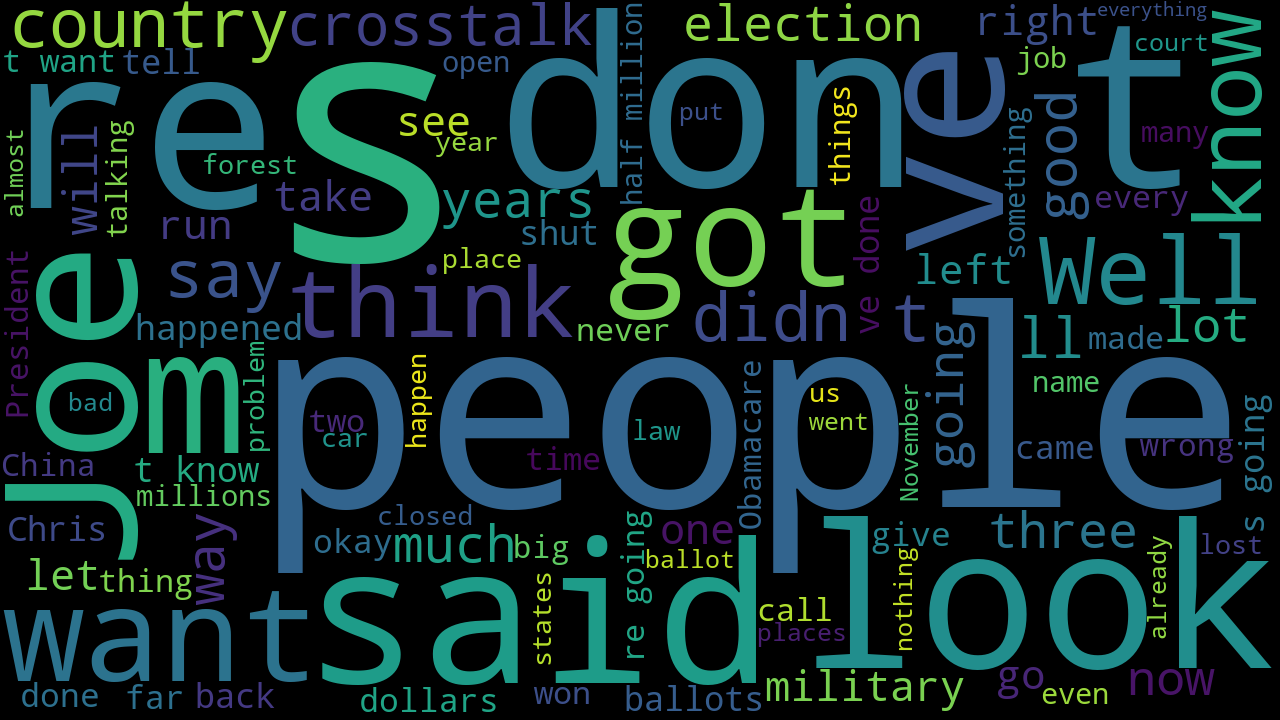 country
crosstalk
election
right
everything
t want
tell
open
half million
job
court
know
re
s
don
ve
t
see
year
put
things
good
many
almost
will
talking
forest
take
years
something
every
run
shut
got
ve done
say
place
left
Well
joe
President
happened
think
never
didn t
ll
made
lot
m
problem
bad
people
happen
two
car
law
us
went
Obamacare
November
going
name
came
wrong
s going
China
t know
time
millions
Chris
way
closed
okay
much
big
one
ballot
give
three
already
lost
let
thing
want
said
states
re going
call
places
nothing
look
done
far
back
dollars
won
ballots
military
go
even
now